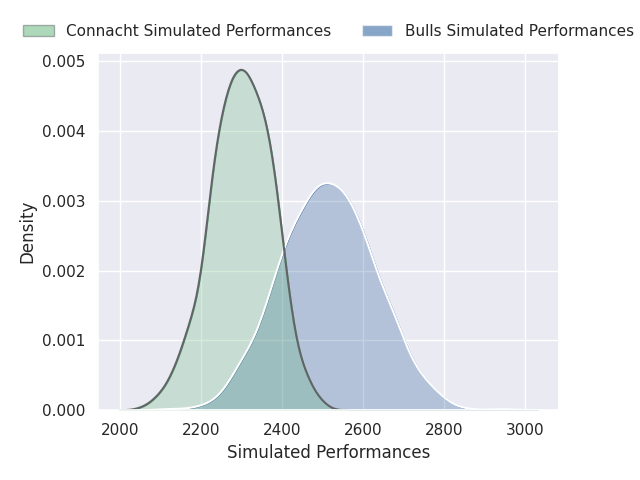 Connacht Simulated Performances Bulls Simulated Performances
0.005
0.004
0.003
0.002
0.001
0.000
Density
2000 2200 2400 2600 2800 3000
Simulated Performances